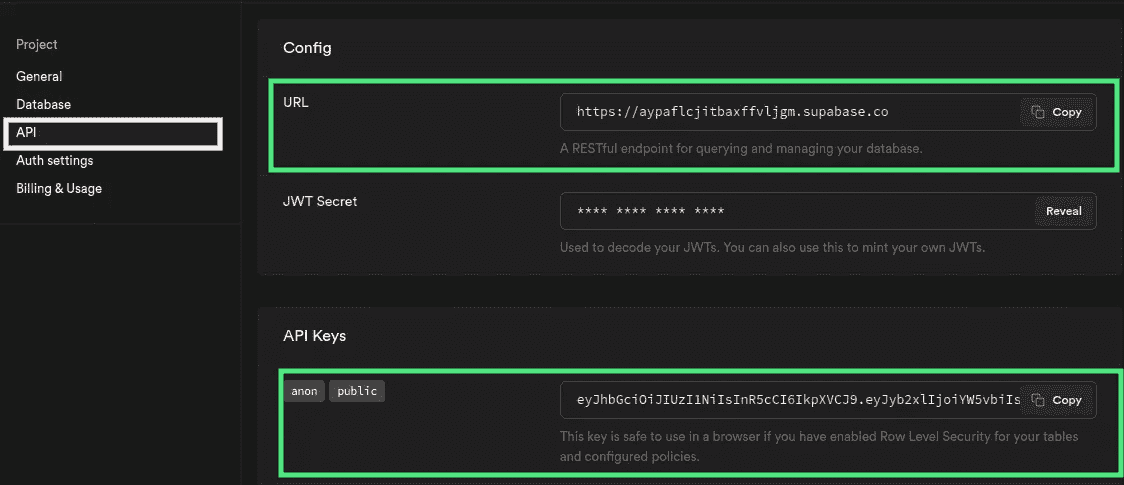 Project
General
Database
API
Auth settings
Billing & Usage
Config
URL
https://aypaflcjitbaxffvljgm.supabase.co
Copy
A RESTful endpoint for querying and managing your database.
JWT Secret
**** **** **** ****
Reveal
Used to decode your JWTs. You can also use this to mint your own JWTs.
API Keys
anon public
eyJhbGciOiJIUzI1NiIsInR5cCI6IkpXVCJ9.eyJyb2xlIjoiYW5vbiIs
Copy
This key is safe to use in a browser if you have enabled Row Level Security for your tables
and configured policies.